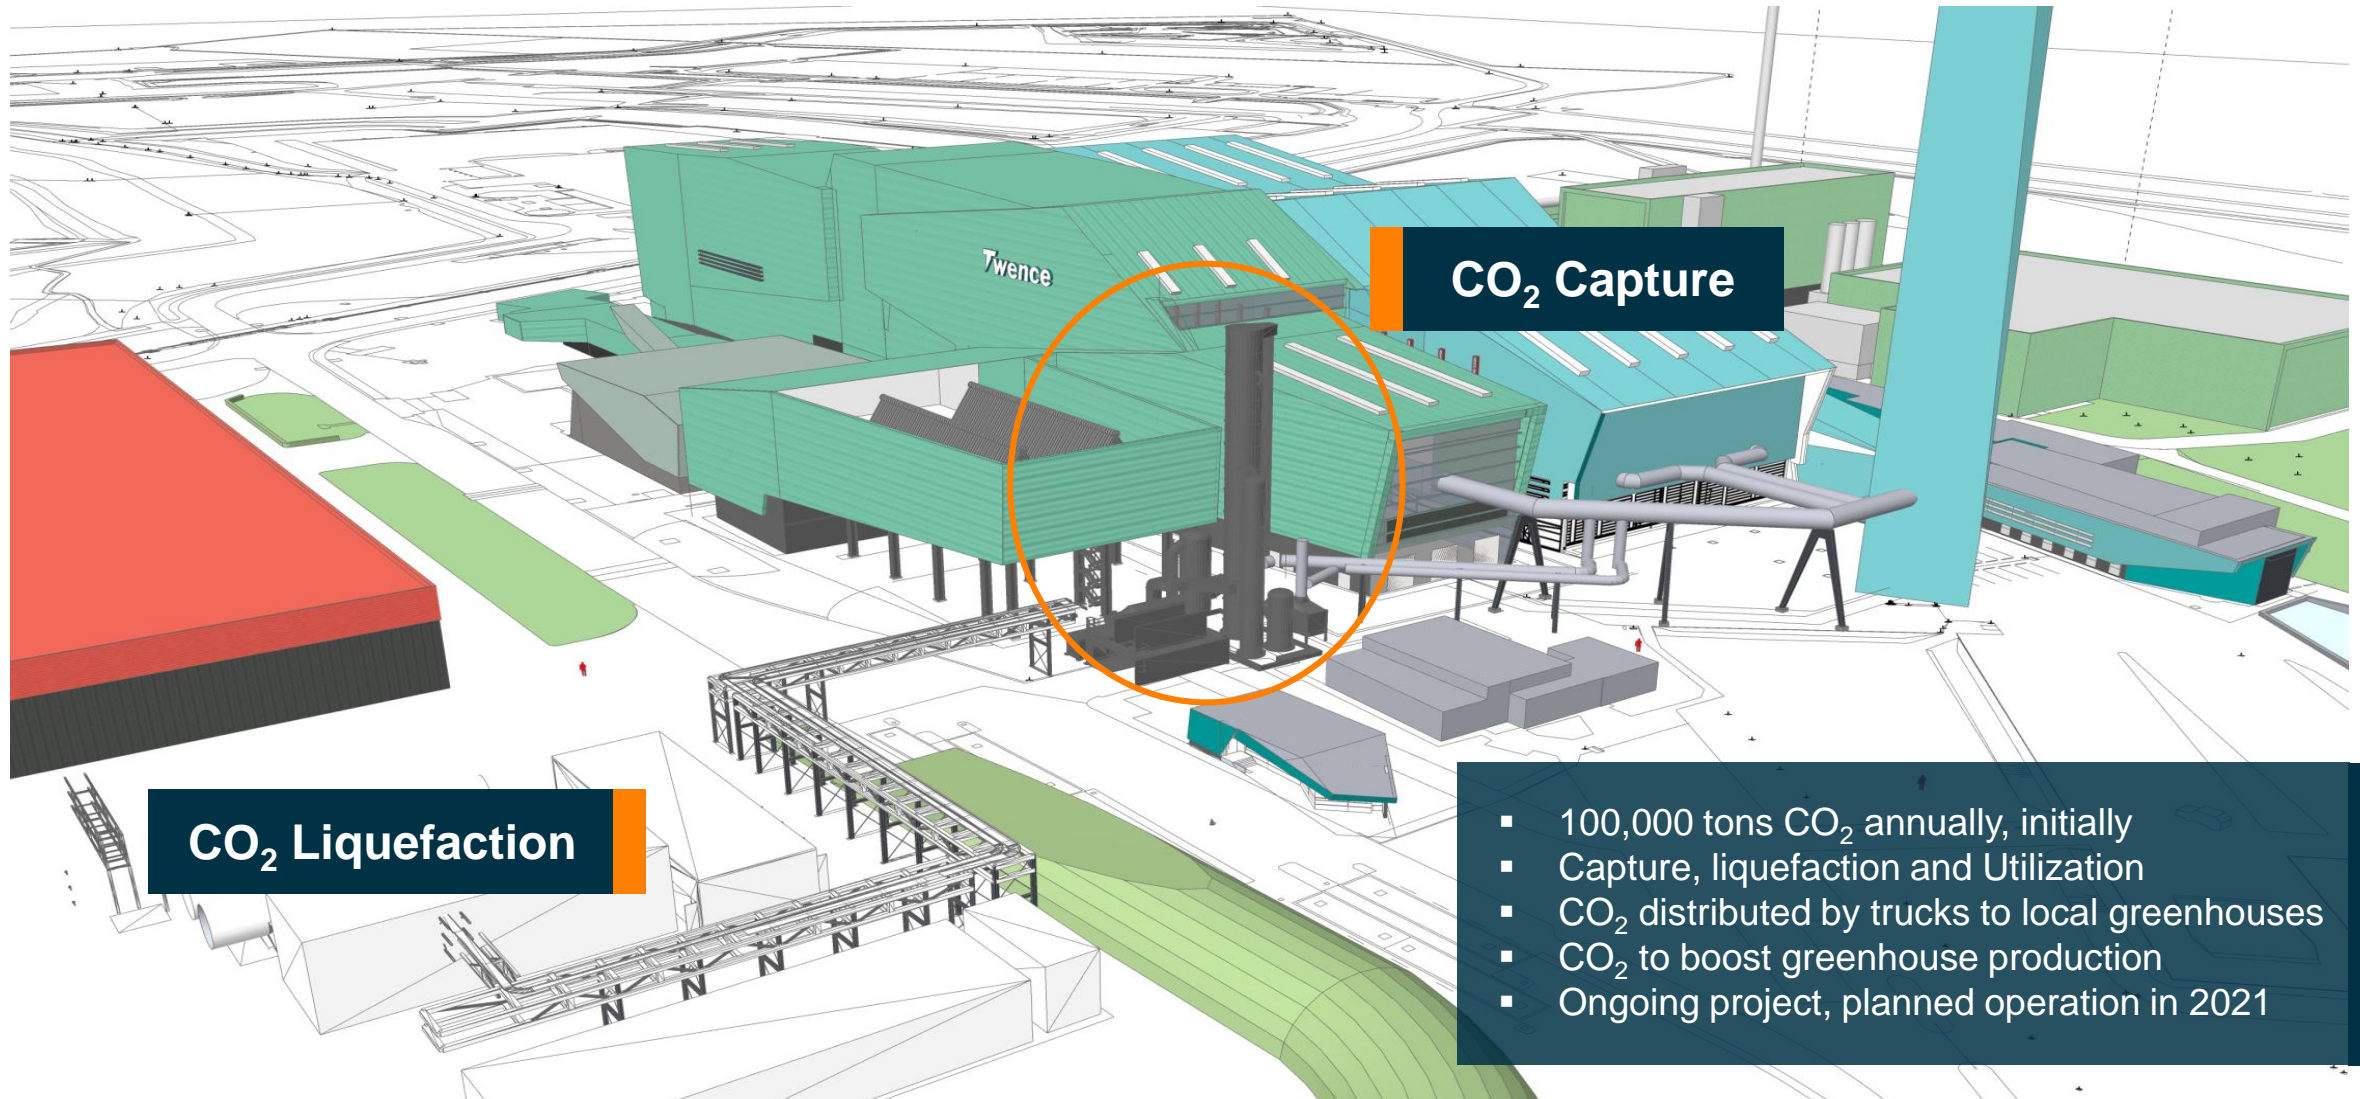 Twence
CO₂ Capture
CO₂ Liquefaction
▪ 100,000 tons CO₂ annually, initially
▪ Capture, liquefaction and Utilization
▪ CO₂ distributed by trucks to local greenhouses
▪ CO₂ to boost greenhouse production
▪ Ongoing project, planned operation in 2021